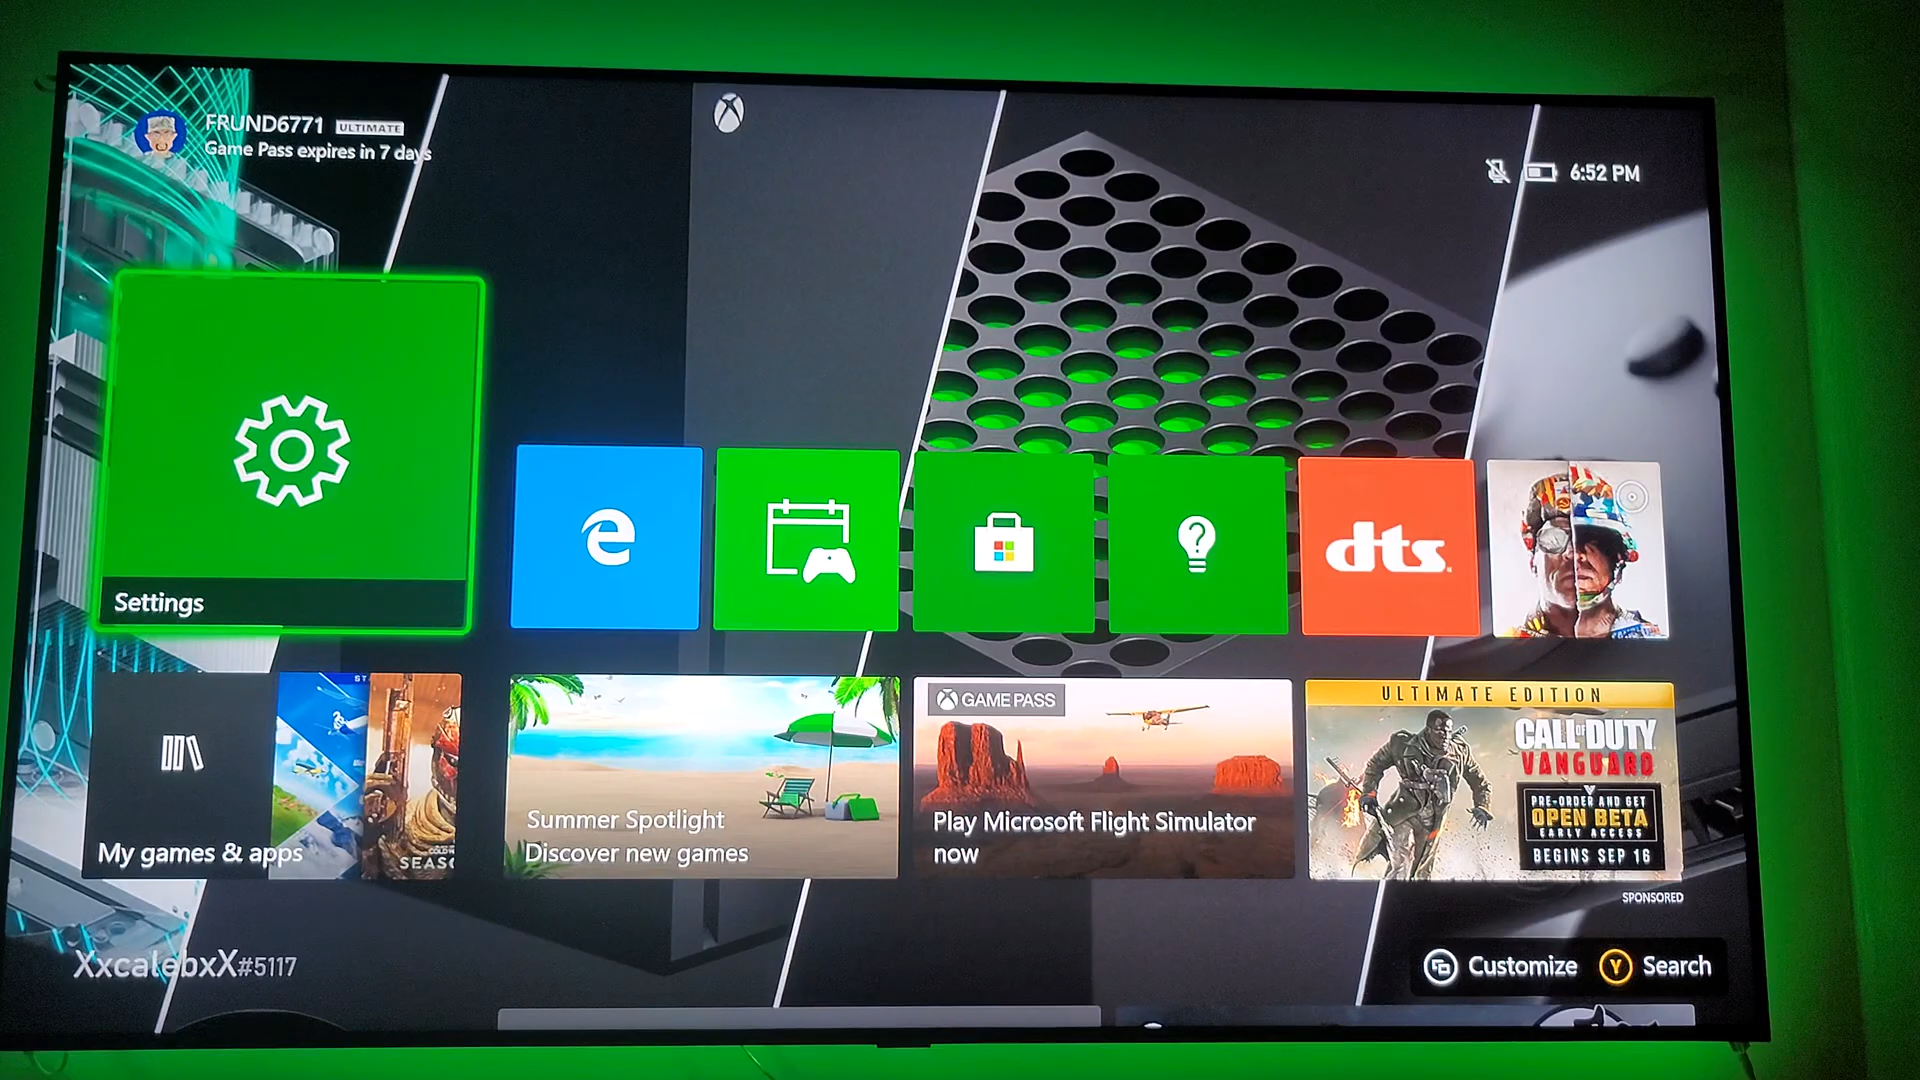 FRUND6771 ULTIMATE
Game Pass expires in 7 days
6:52 PM
Settings
dts
My games & apps
SEASO
Summer Spotlight
Discover new games
GAME PASS
Play Microsoft Flight Simulator
now
ULTIMATE EDITION
CALL OF DUTY
VANGUARD
PRE-ORDER AND GET
OPEN BETA
EARLY ACCESS
BEGINS SEP 16
SPONSORED
XxcalebxX#5117
Customize
Y Search